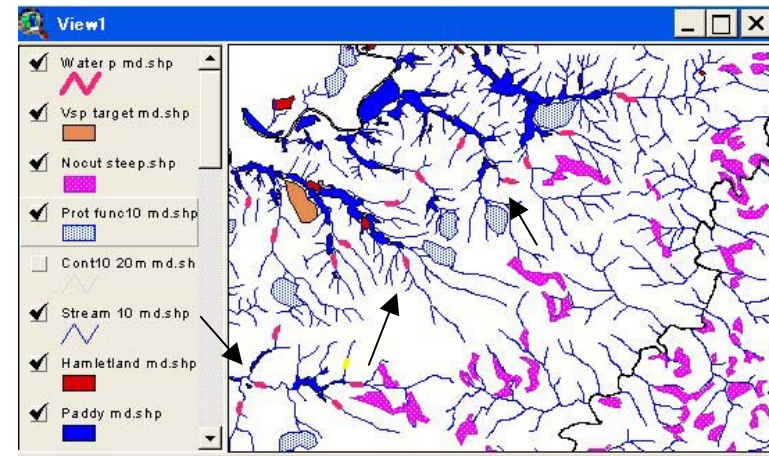 View1
Water p md.shp
Vsp target md.shp
Nocut steep.shp
Prot func10 md.shp
Cont10 20m md.sh
Stream 10 md.shp
Hamletland md.shp
Paddy md.shp